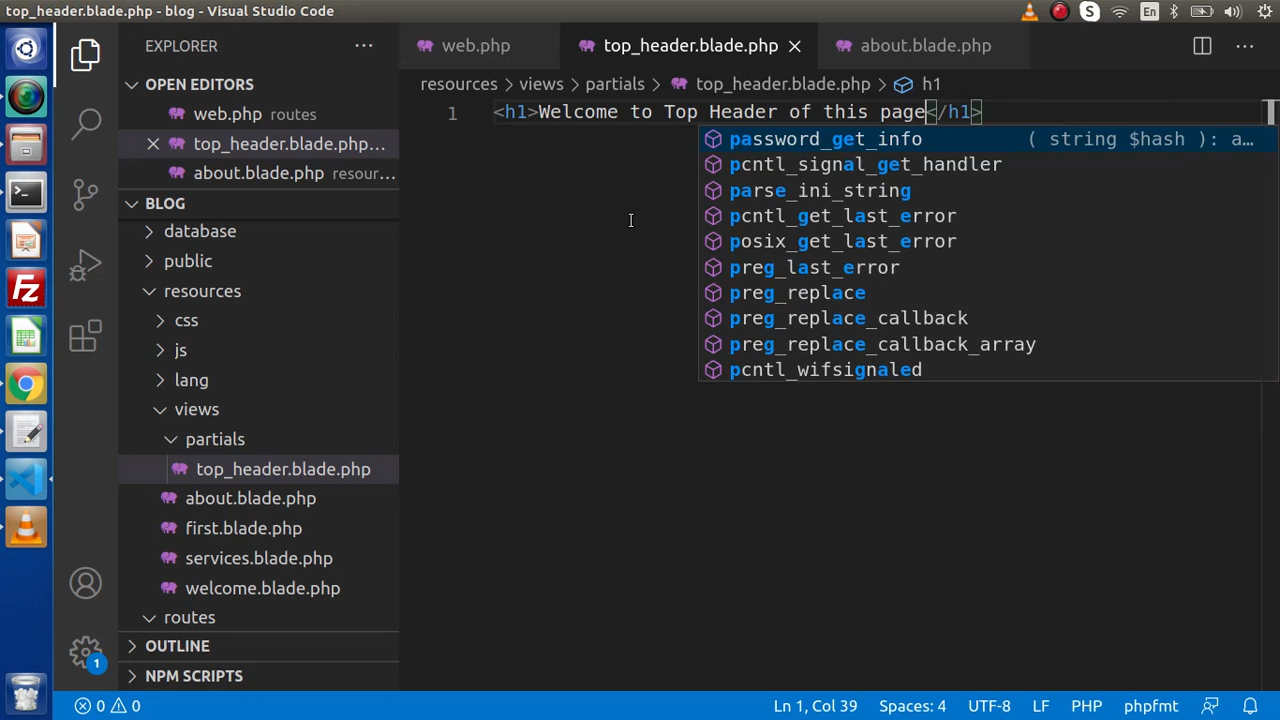 top_header.blade.php - blog - Visual Studio Code
S
En
EXPLORER
web.php
top_header.blade.php
about.blade.php
OPEN EDITORS
web.php routes
top_header.blade.php...
about.blade.php resour...
BLOG
database
public
resources
css
js
lang
views
partials
top_header.blade.php
about.blade.php
first.blade.php
services.blade.php
welcome.blade.php
routes
OUTLINE
NPM SCRIPTS
resources > views > partials > top_header.blade.php > h1
1 <h1>Welcome to Top Header of this page</h1>
password_get_info ( string $hash ): a...
pcntl_signal_get_handler
parse_ini_string
pcntl_get_last_error
posix_get_last_error
preg_last_error
preg_replace
preg_replace_callback
preg_replace_callback_array
pcntl_wifsignaled
Fz
1
0 0
Ln 1, Col 39
Spaces: 4
UTF-8
LF
PHP
phpfmt